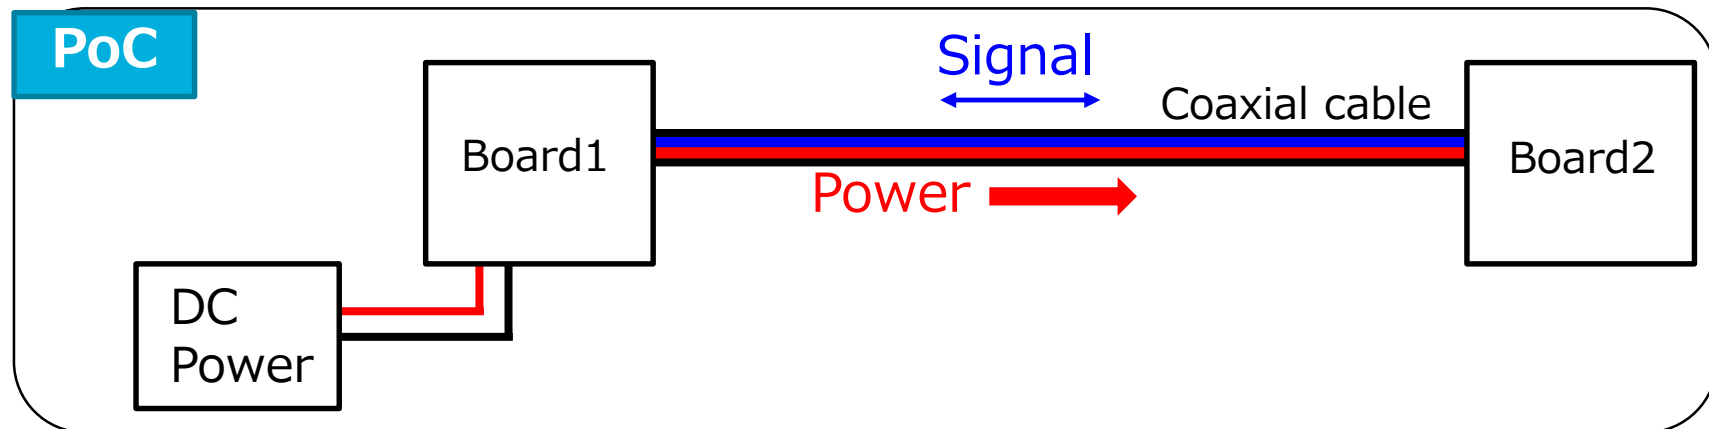 PoC
Signal
Coaxial cable
Board1
Board2
Power
DC
Power